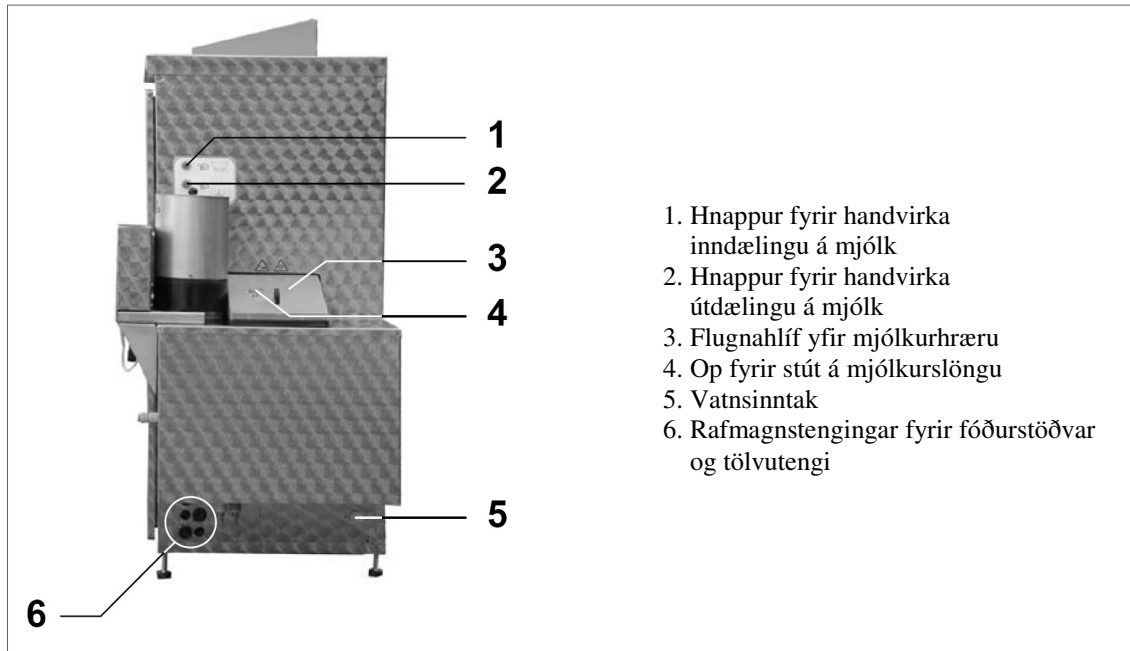 1
2
3
4
5
6
1. Hnappur fyrir handvirka
inndælingu á mjólk
2. Hnappur fyrir handvirka
útdælingu á mjólk
3. Flugnahlíf yfir mjólkurhræru
4. Op fyrir stút á mjólkurslöngu
5. Vatnsinntak
6. Rafmagnstengingar fyrir fóðurstöðvar
og tölvutengi